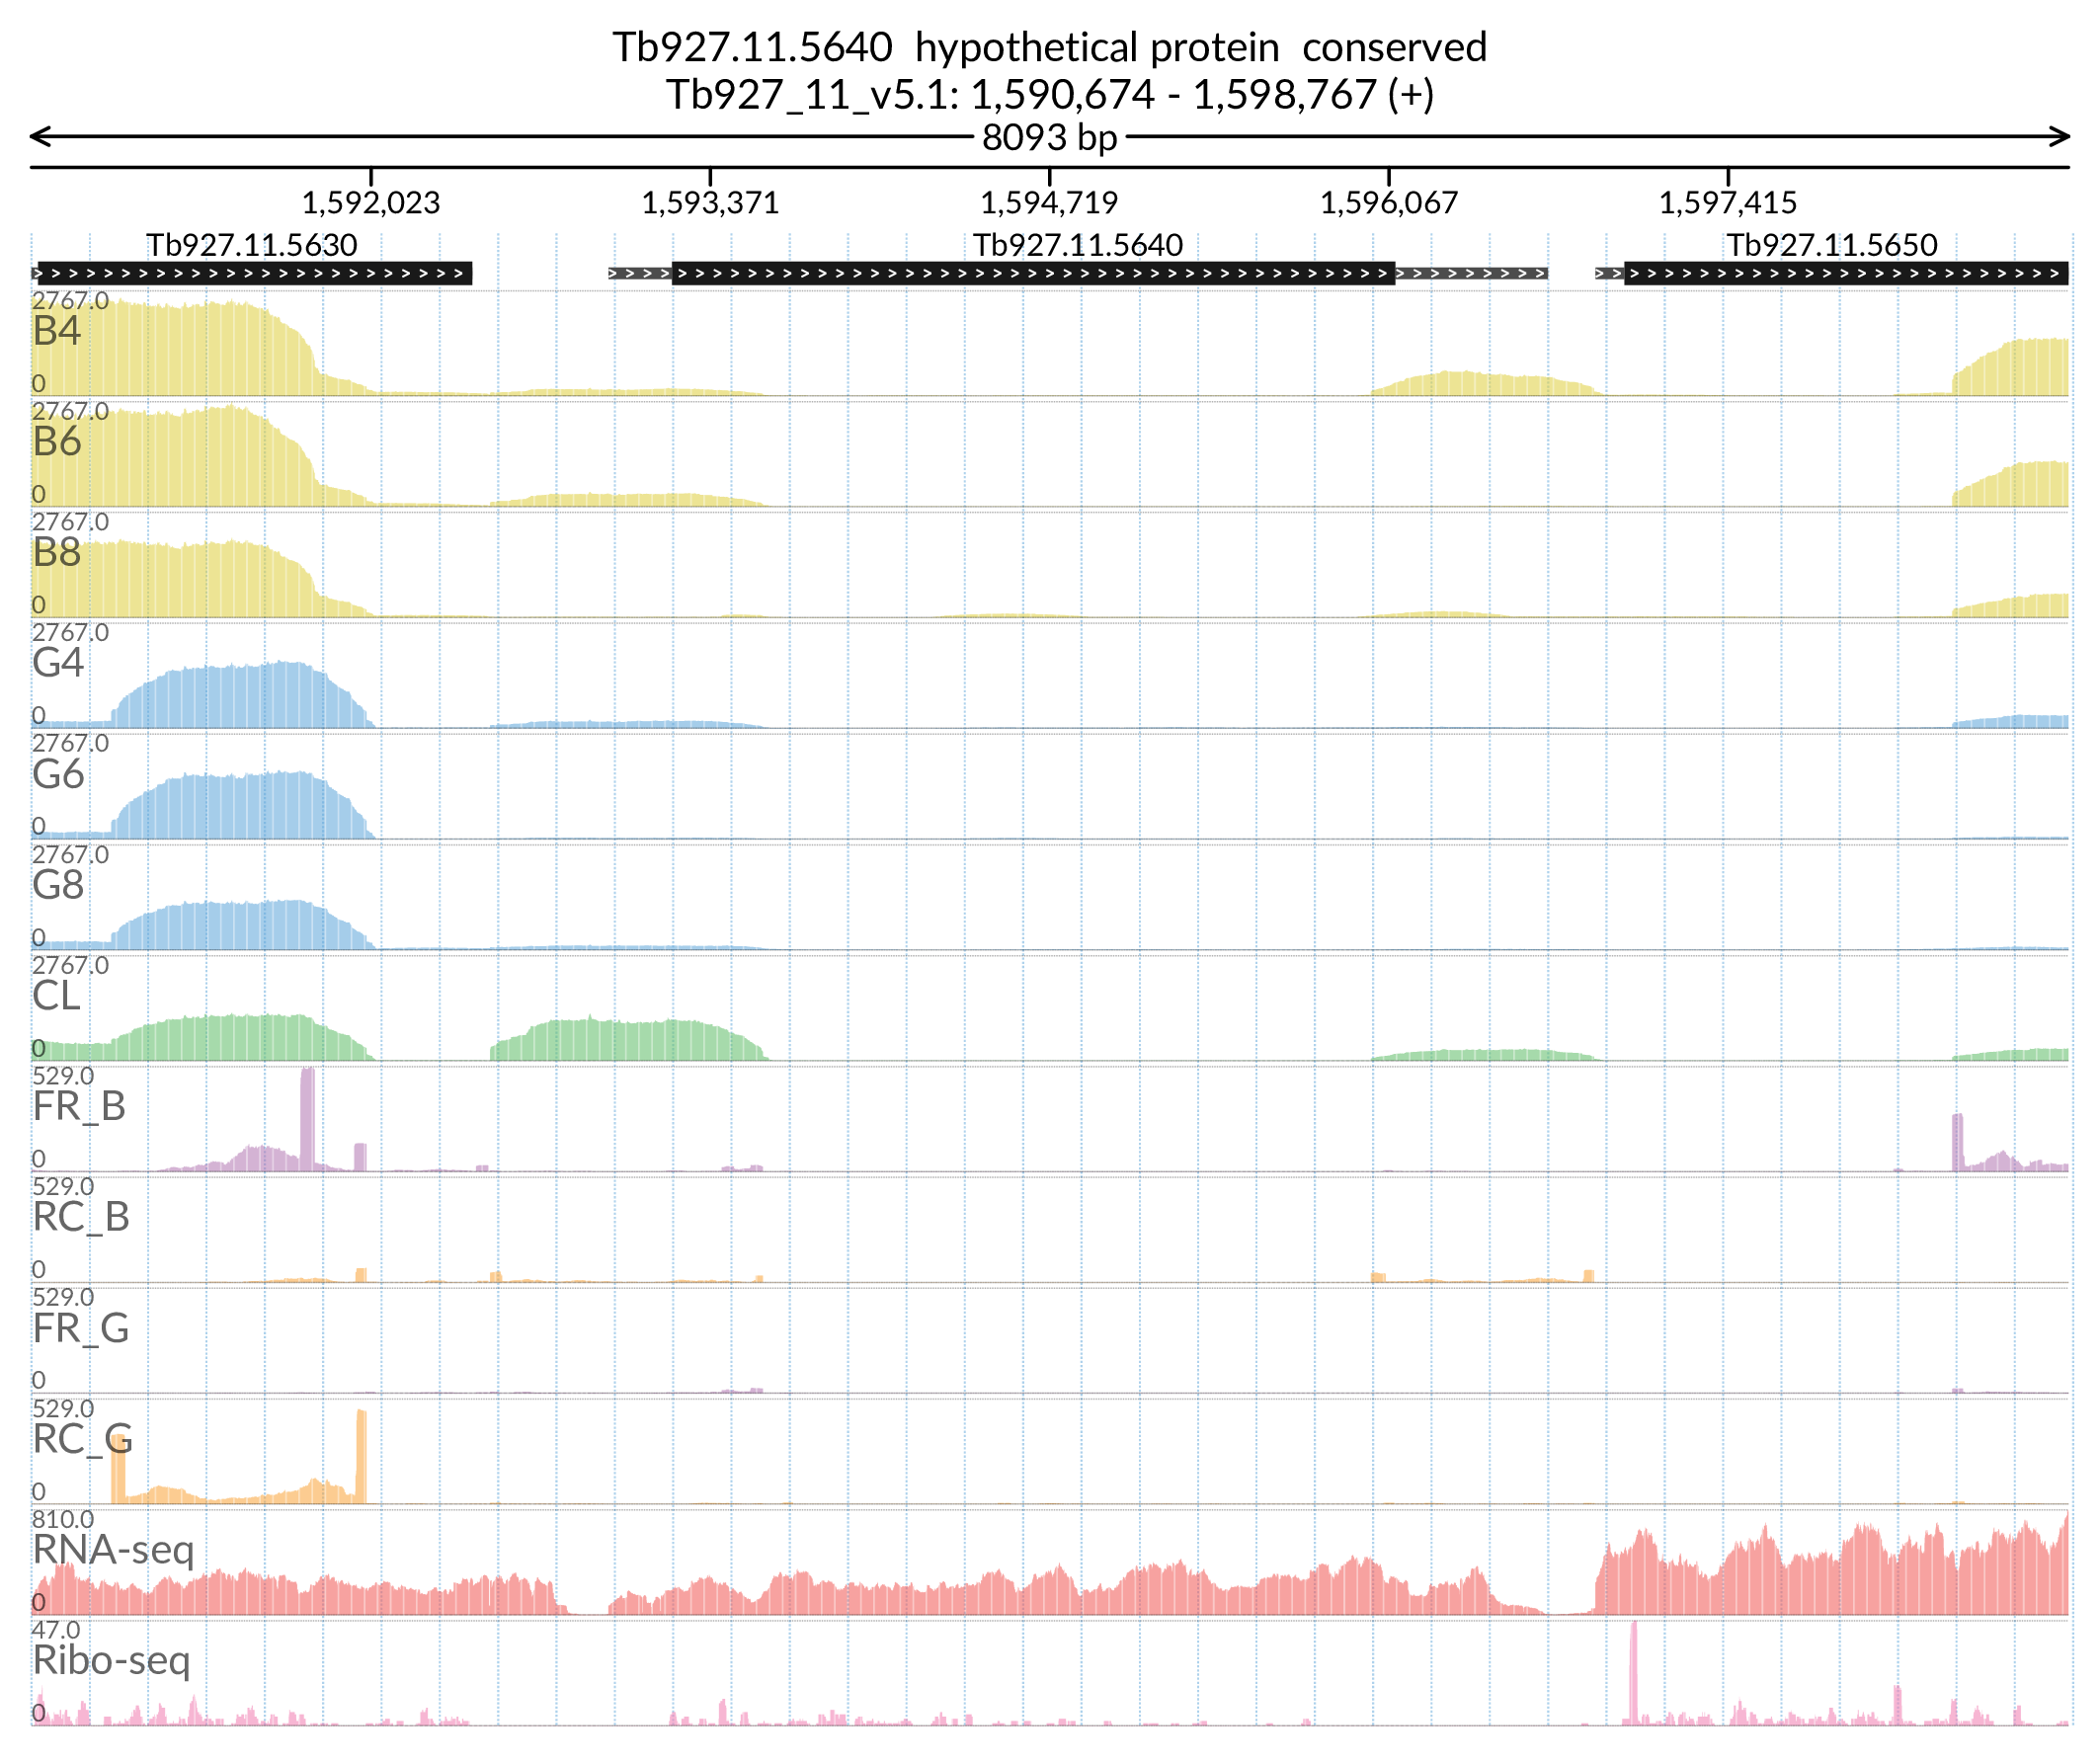 Tb927.11.5640  hypothetical protein  conserved
Tb927_11_v5.1: 1,590,674 - 1,598,767 (+)
8093 bp
1,592,023 1,593,371 1,594,719 1,596,067 1,597,415
Tb927.11.5630 Tb927.11.5640 Tb927.11.5650
2767.0
B4
0
2767.0
B6
0
2767.0
B8
0
2767.0
G4
0
2767.0
G6
0
2767.0
G8
0
2767.0
CL
0
529.0
FR_B
0
529.0
RC_B
0
529.0
FR_G
0
529.0
RC_G
0
810.0
RNA-seq
0
47.0
Ribo-seq
0